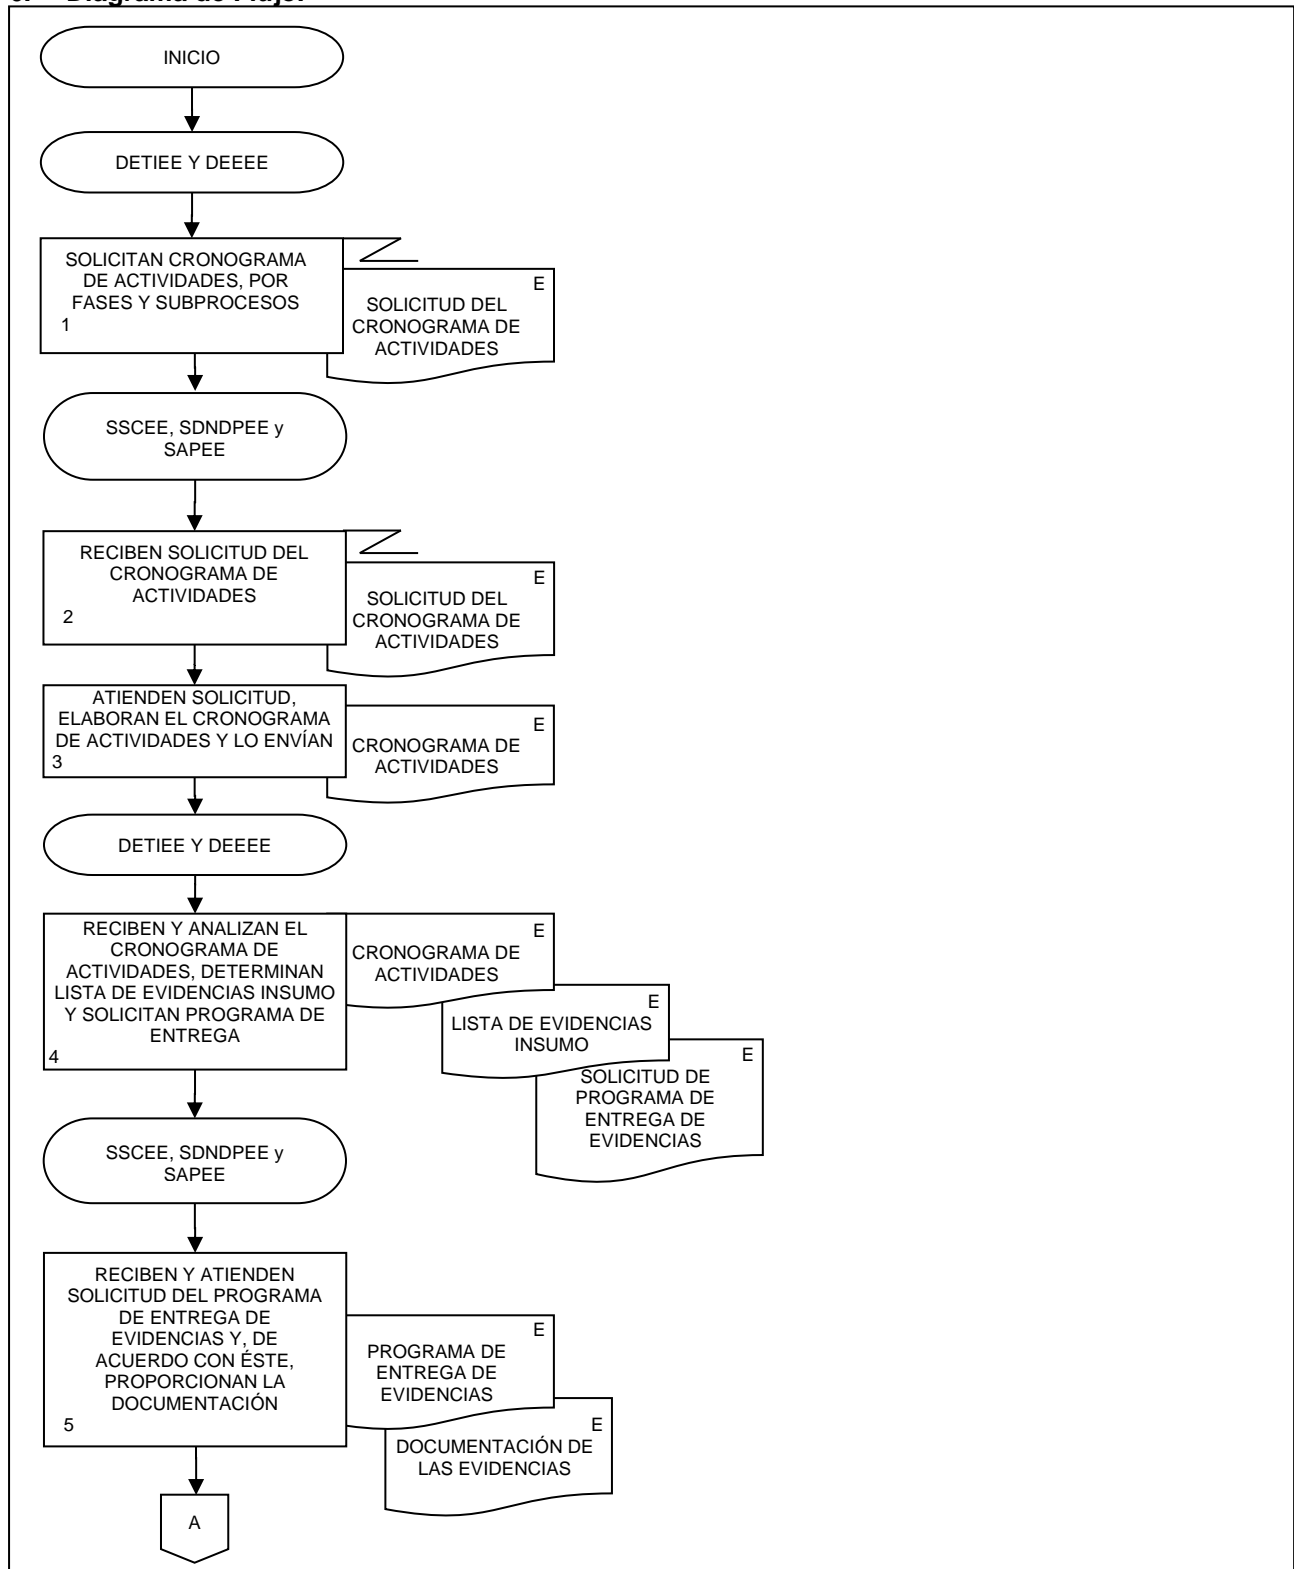 INICIO
DETIEE Y DEEEE
SOLICITAN CRONOGRAMA
DE ACTIVIDADES, POR
FASES Y SUBPROCESOS
1
E
SOLICITUD DEL
CRONOGRAMA DE
ACTIVIDADES
SSCEE, SDNDPEE y
SAPEE
RECIBEN SOLICITUD DEL
CRONOGRAMA DE
ACTIVIDADES
2
E
SOLICITUD DEL
CRONOGRAMA DE
ACTIVIDADES
ATIENDEN SOLICITUD,
ELABORAN EL CRONOGRAMA
DE ACTIVIDADES Y LO ENVÍAN
3
E
CRONOGRAMA DE
ACTIVIDADES
DETIEE Y DEEEE
RECIBEN Y ANALIZAN EL
CRONOGRAMA DE
ACTIVIDADES, DETERMINAN
LISTA DE EVIDENCIAS INSUMO
Y SOLICITAN PROGRAMA DE
ENTREGA
4
E
CRONOGRAMA DE
ACTIVIDADES
E
LISTA DE EVIDENCIAS
INSUMO
E
SOLICITUD DE
PROGRAMA DE
ENTREGA DE
EVIDENCIAS
SSCEE, SDNDPEE y
SAPEE
RECIBEN Y ATIENDEN
SOLICITUD DEL PROGRAMA
DE ENTREGA DE
EVIDENCIAS Y, DE
ACUERDO CON ÉSTE,
PROPORCIONAN LA
DOCUMENTACIÓN
5
E
PROGRAMA DE
ENTREGA DE
EVIDENCIAS
E
DOCUMENTACIÓN DE
LAS EVIDENCIAS
A